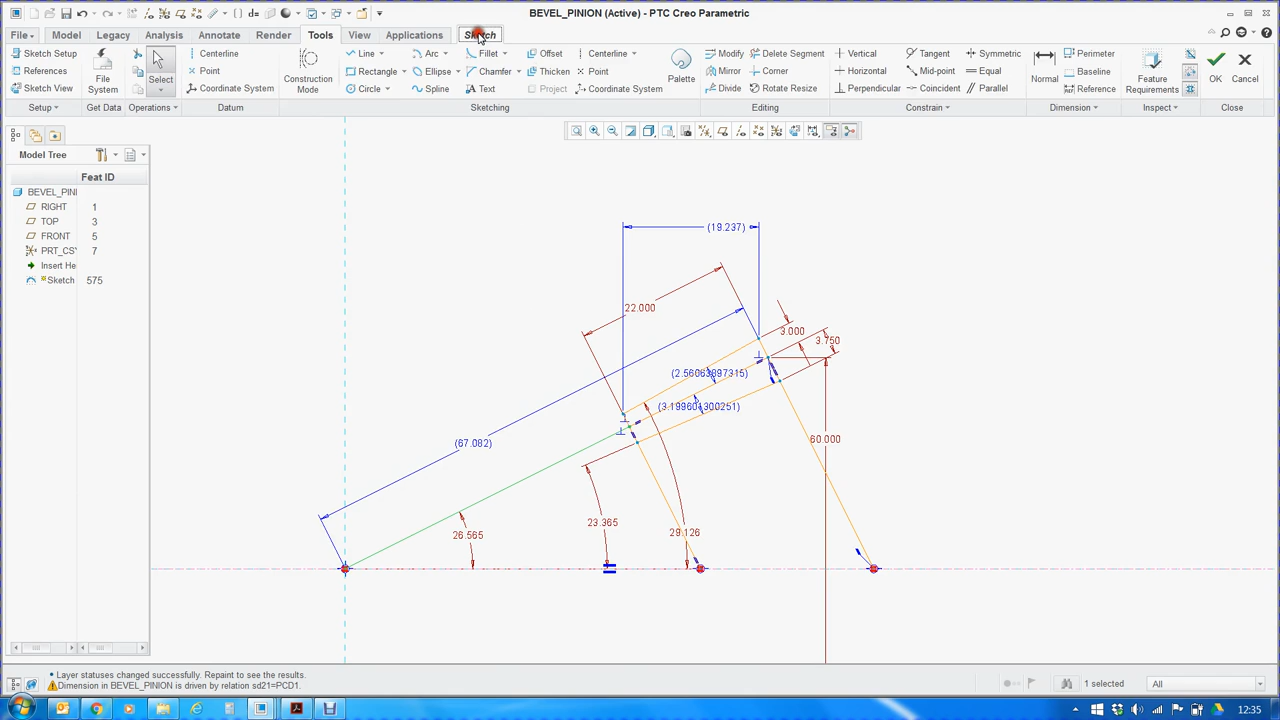 BEVEL_PINION (Active) - PTC Creo Parametric
File Model Legacy Analysis Annotate Render Tools View Applications Sketch
Sketch Setup
References
Sketch View
File System
Select
Centerline
Point
Coordinate System
Construction Mode
Line Arc Fillet Offset Centerline
Rectangle Ellipse Thicken Point
Circle Spline Project Coordinate System
Palette
Modify Delete Segment
Mirror Corner
Divide Rotate Resize
Vertical Tangent Symmetric
Horizontal Mid-point Equal
Perpendicular Coincident Parallel
Normal
Perimeter
Baseline
Reference
Feature Requirements
OK Cancel
Setup Get Data Operations Datum Sketching Editing Constrain Dimension Inspect Close
Model Tree
Feat ID
BEVEL_PINI
RIGHT 1
TOP 3
FRONT 5
PRT_CSY 7
Insert He
Sketch 575
(19.237)
22.000
3.000
3.750
(2.56063897315)
(3.199604300251)
(67.082)
60.000
23.365
26.565
29.126
Layer statuses changed successfully. Repaint to see the results.
Dimension in BEVEL_PINION is driven by relation sd21=PCD1.
1 selected
All
12:35